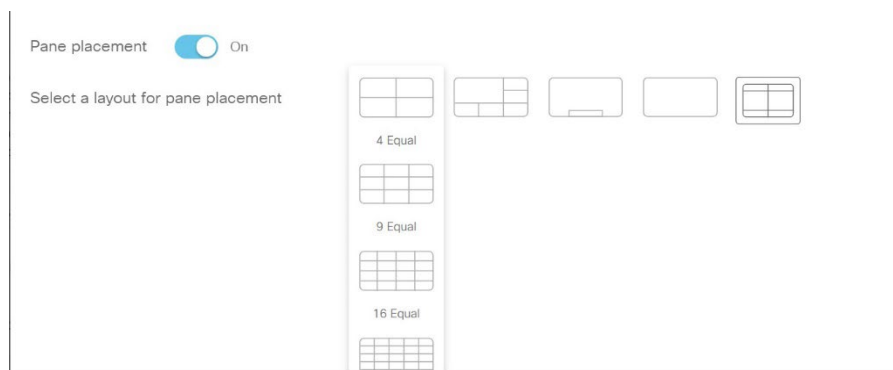 Pane placement On
Select a layout for pane placement
4 Equal
9 Equal
16 Equal